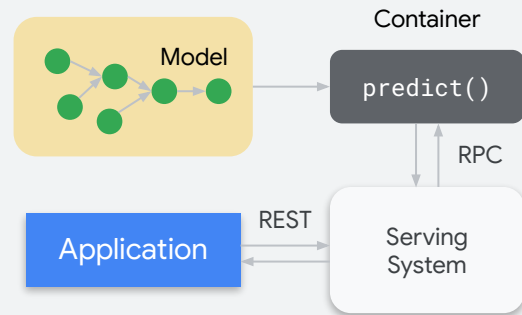 Container
Model
predict()
RPC
REST
Application
Serving
System